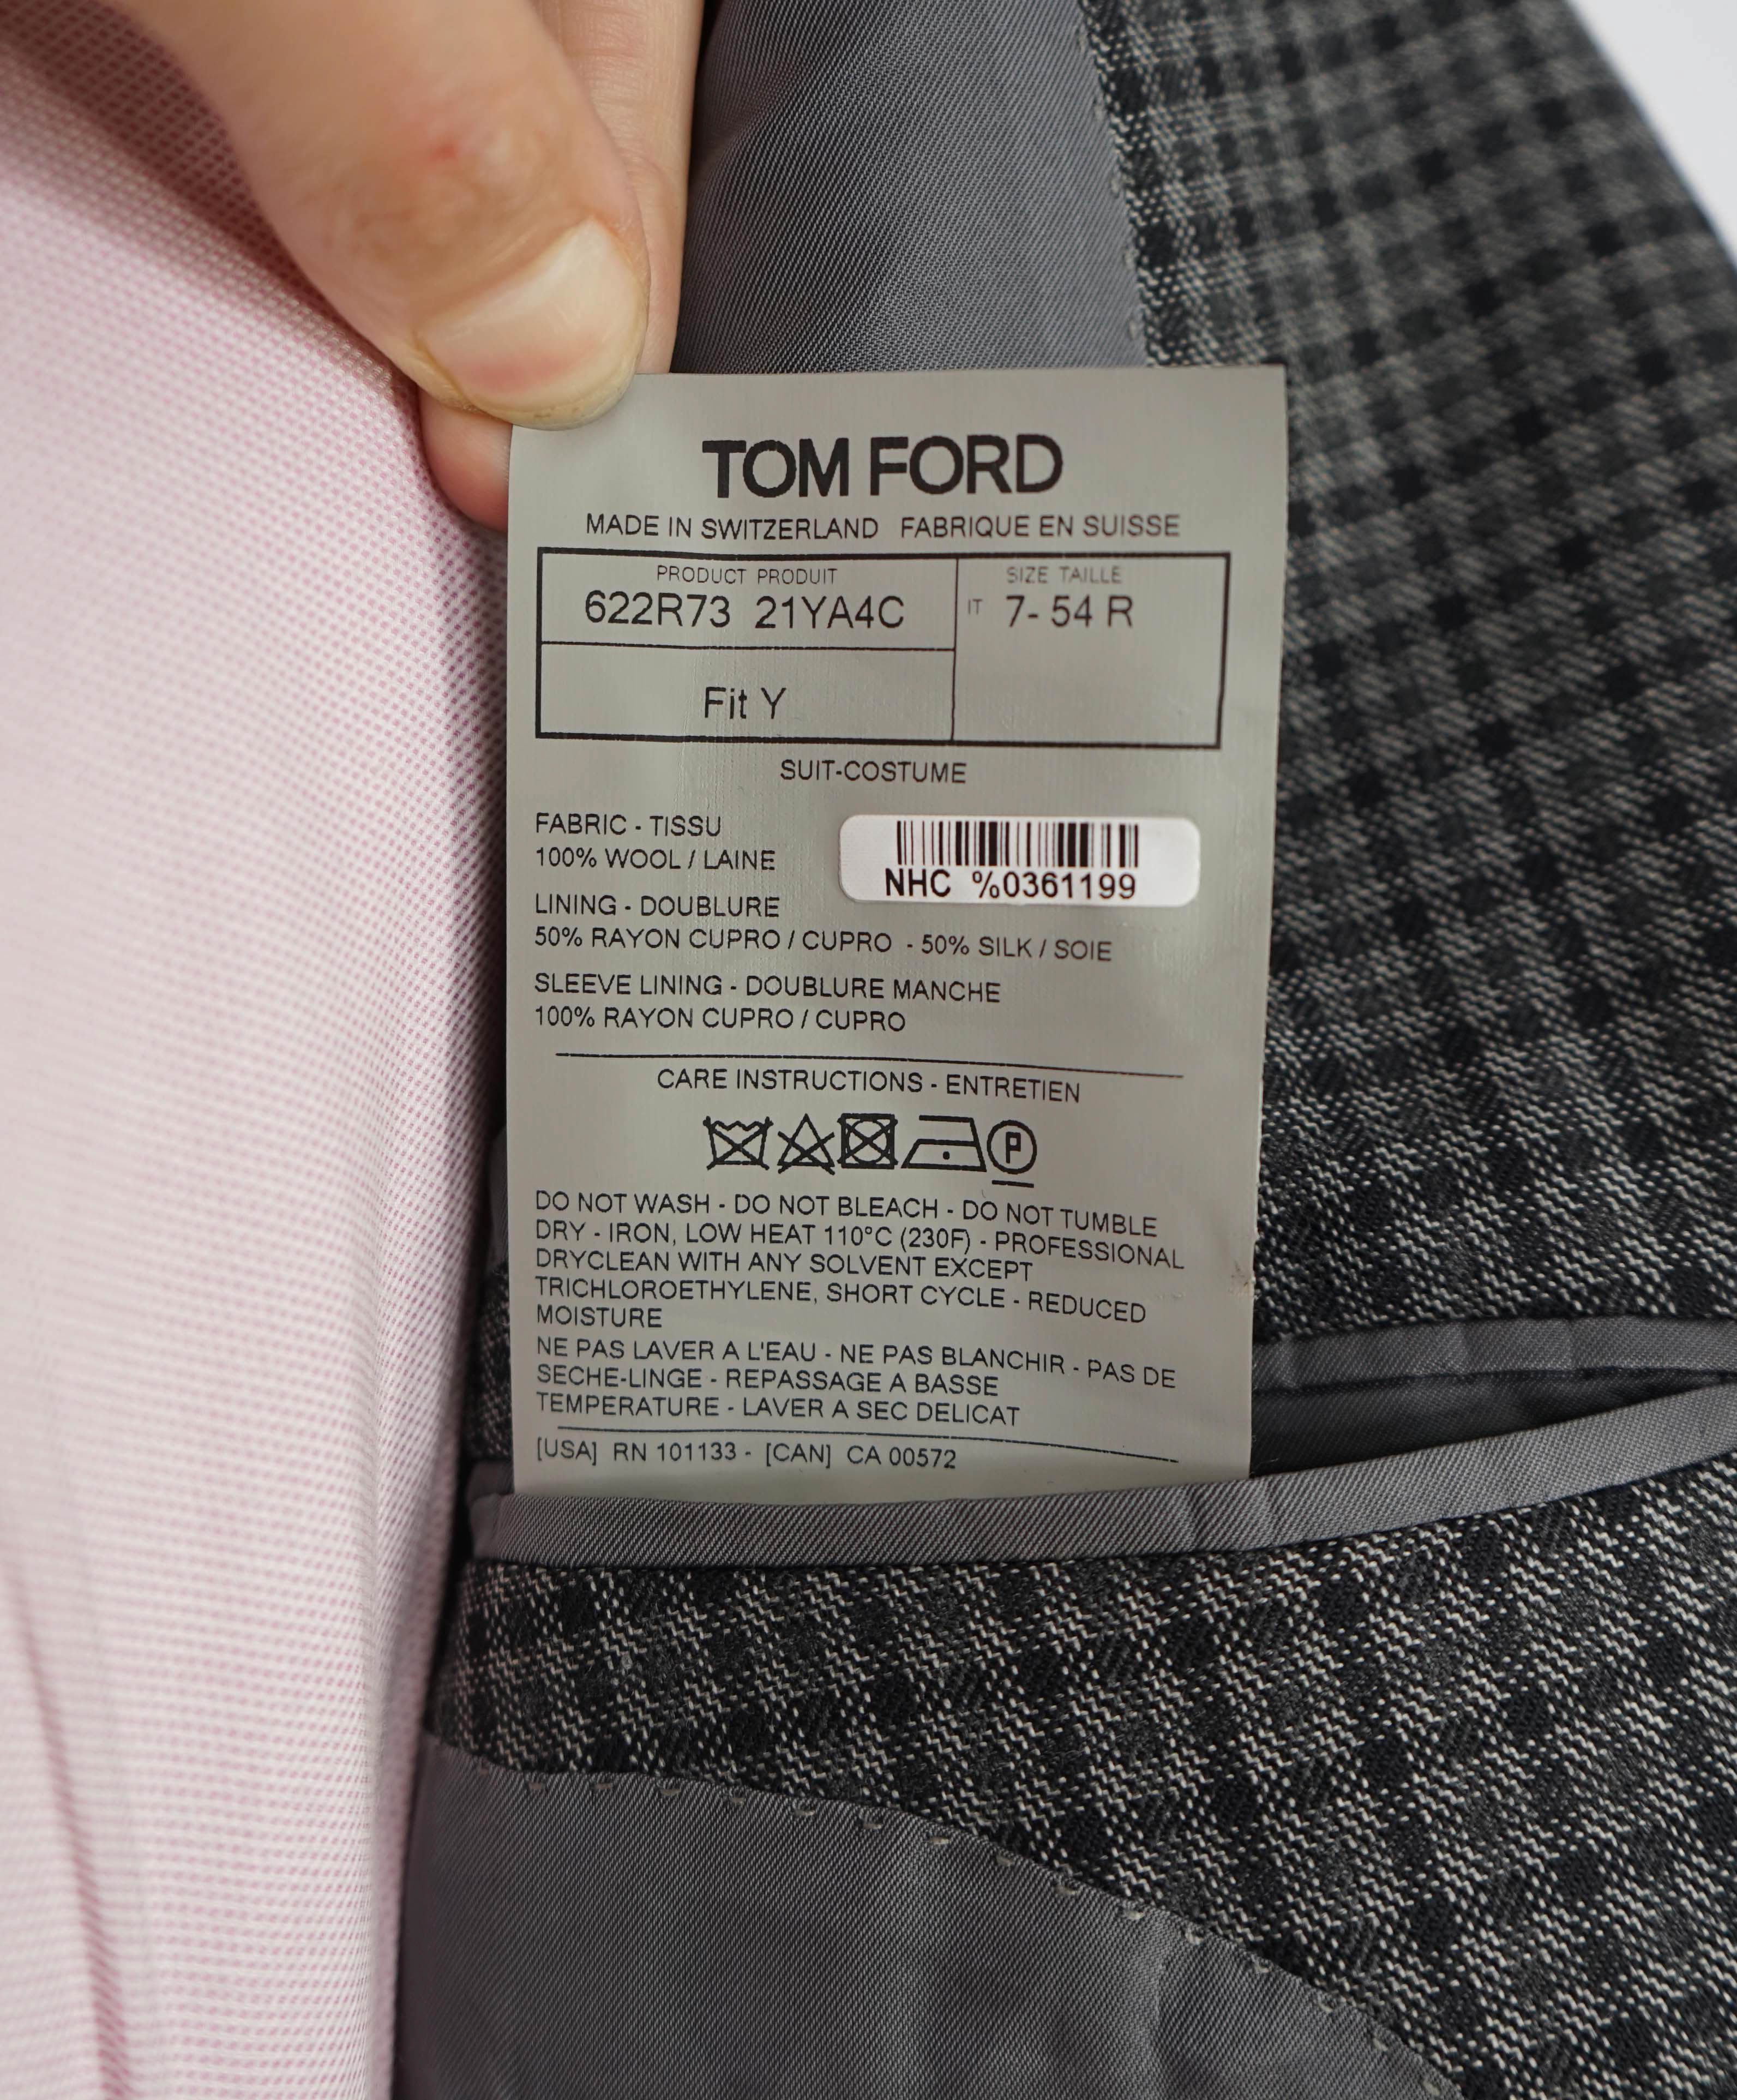 TOM FORD
MADE IN SWITZERLAND FABRIQUE EN SUISSE
PRODUCT PRODUIT
622R73 21YA4C
SIZE TAILLE
IT 7- 54 R
Fit Y
SUIT-COSTUME
FABRIC - TISSU
100% WOOL / LAINE
NHC %0361199
LINING - DOUBLURE
50% RAYON CUPRO / CUPRO - 50% SILK / SOIE
SLEEVE LINING - DOUBLURE MANCHE
100% RAYON CUPRO / CUPRO
CARE INSTRUCTIONS - ENTRETIEN
P
DO NOT WASH - DO NOT BLEACH - DO NOT TUMBLE
DRY - IRON, LOW HEAT 110°C (230F) - PROFESSIONAL
DRYCLEAN WITH ANY SOLVENT EXCEPT
TRICHLOROETHYLENE, SHORT CYCLE - REDUCED
MOISTURE
NE PAS LAVER A L'EAU - NE PAS BLANCHIR - PAS DE
SECHE-LINGE - REPASSAGE A BASSE
TEMPERATURE - LAVER A SEC DELICAT
[USA] RN 101133 - [CAN] CA 00572